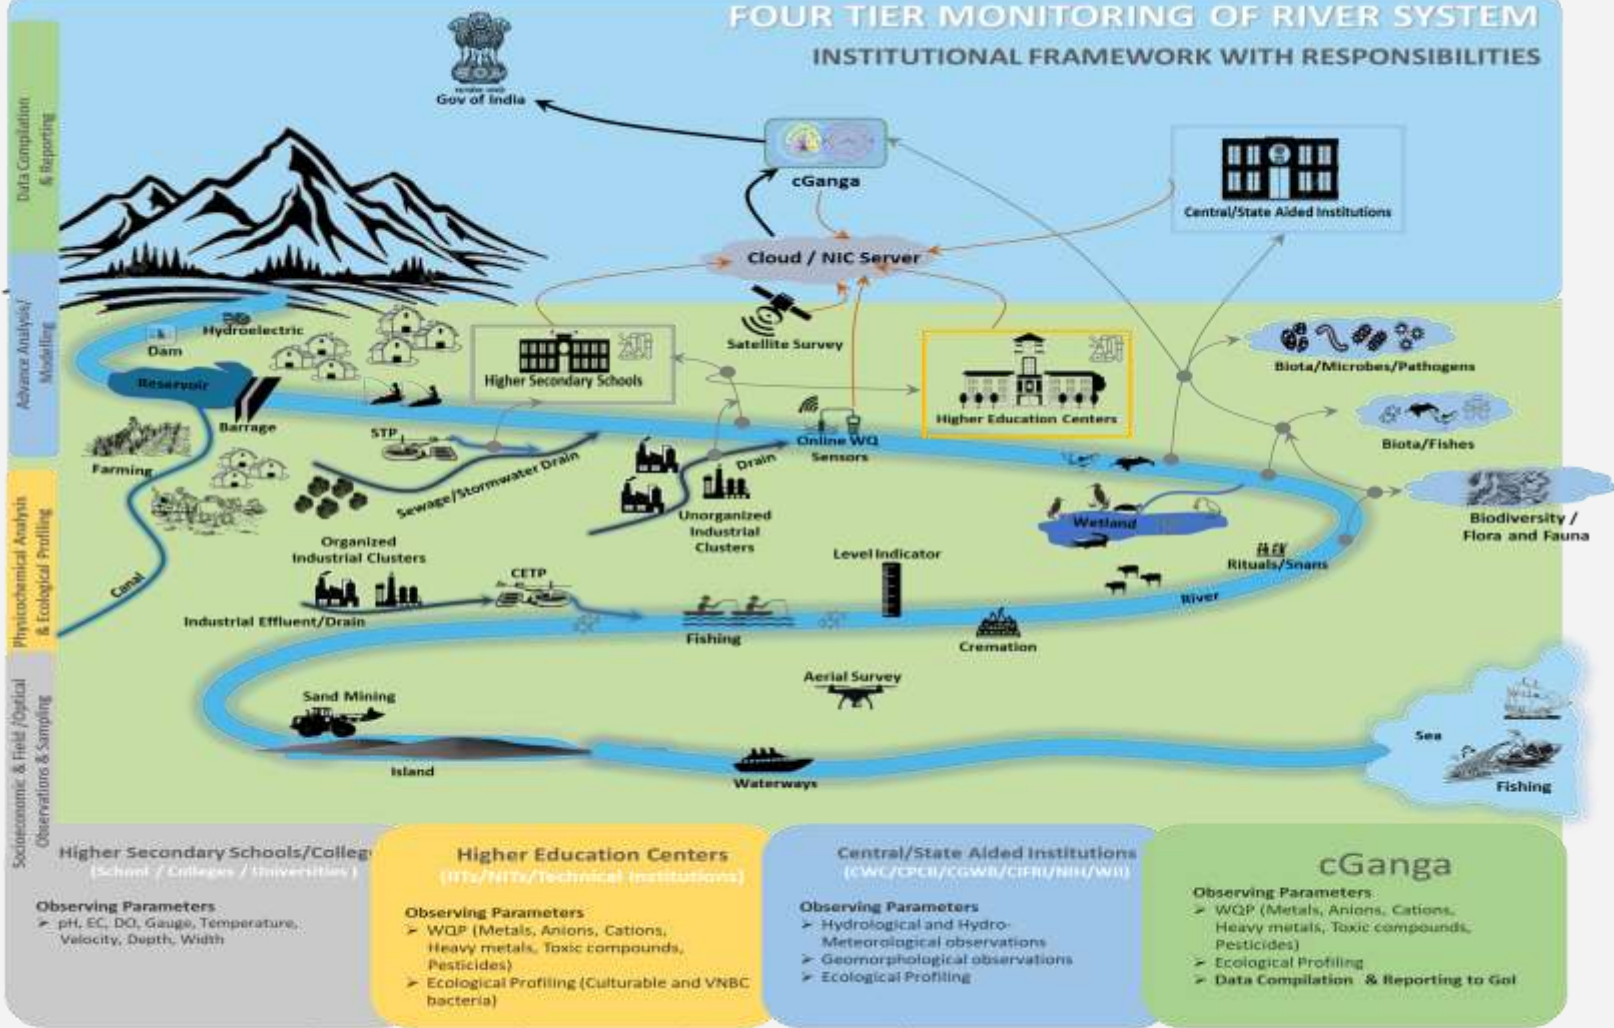 FOUR TIER MONITORING OF RIVER SYSTEM
INSTITUTIONAL FRAMEWORK WITH RESPONSIBILITIES
Gov of India
cGanga
Central/State Aided Institutions
Cloud / NIC Server
Data Compilation
& Reporting
Advance Analysis/
Modelling
Physicochemical Analysis
& Ecological Profiling
Socioeconomic & Field /Optical
Observations & Sampling
Hydroelectric
Dam
Reservoir
Barrage
Satellite Survey
Higher Secondary Schools
Higher Education Centers
Biota/Microbes/Pathogens
Biota/Fishes
Biodiversity /
Flora and Fauna
Farming
STP
Sewage/Stormwater Drain
Drain
Online WQ
Sensors
Canal
Organized
Industrial Clusters
Unorganized
Industrial
Clusters
Level Indicator
Wetland
Rituals/Snans
CETP
Industrial Effluent/Drain
Fishing
Cremation
River
Aerial Survey
Sand Mining
Island
Waterways
Sea
Fishing
Higher Secondary Schools/Colleg
(School / Colleges / Universities )
Observing Parameters
➢ pH, EC, DO, Gauge, Temperature,
Velocity, Depth, Width
Higher Education Centers
(IITs/NITs/Technical Institutions)
Observing Parameters
➢ WQP (Metals, Anions, Cations,
Heavy metals, Toxic compounds,
Pesticides)
➢ Ecological Profiling (Culturable and VNBC
bacteria)
Central/State Aided Institutions
(CWC/CPCB/CGWB/CIFRI/NIH/WII)
Observing Parameters
➢ Hydrological and Hydro-
Meteorological observations
➢ Geomorphological observations
➢ Ecological Profiling
cGanga
Observing Parameters
➢ WQP (Metals, Anions, Cations,
Heavy metals, Toxic compounds,
Pesticides)
➢ Ecological Profiling
➢ Data Compilation & Reporting to GoI